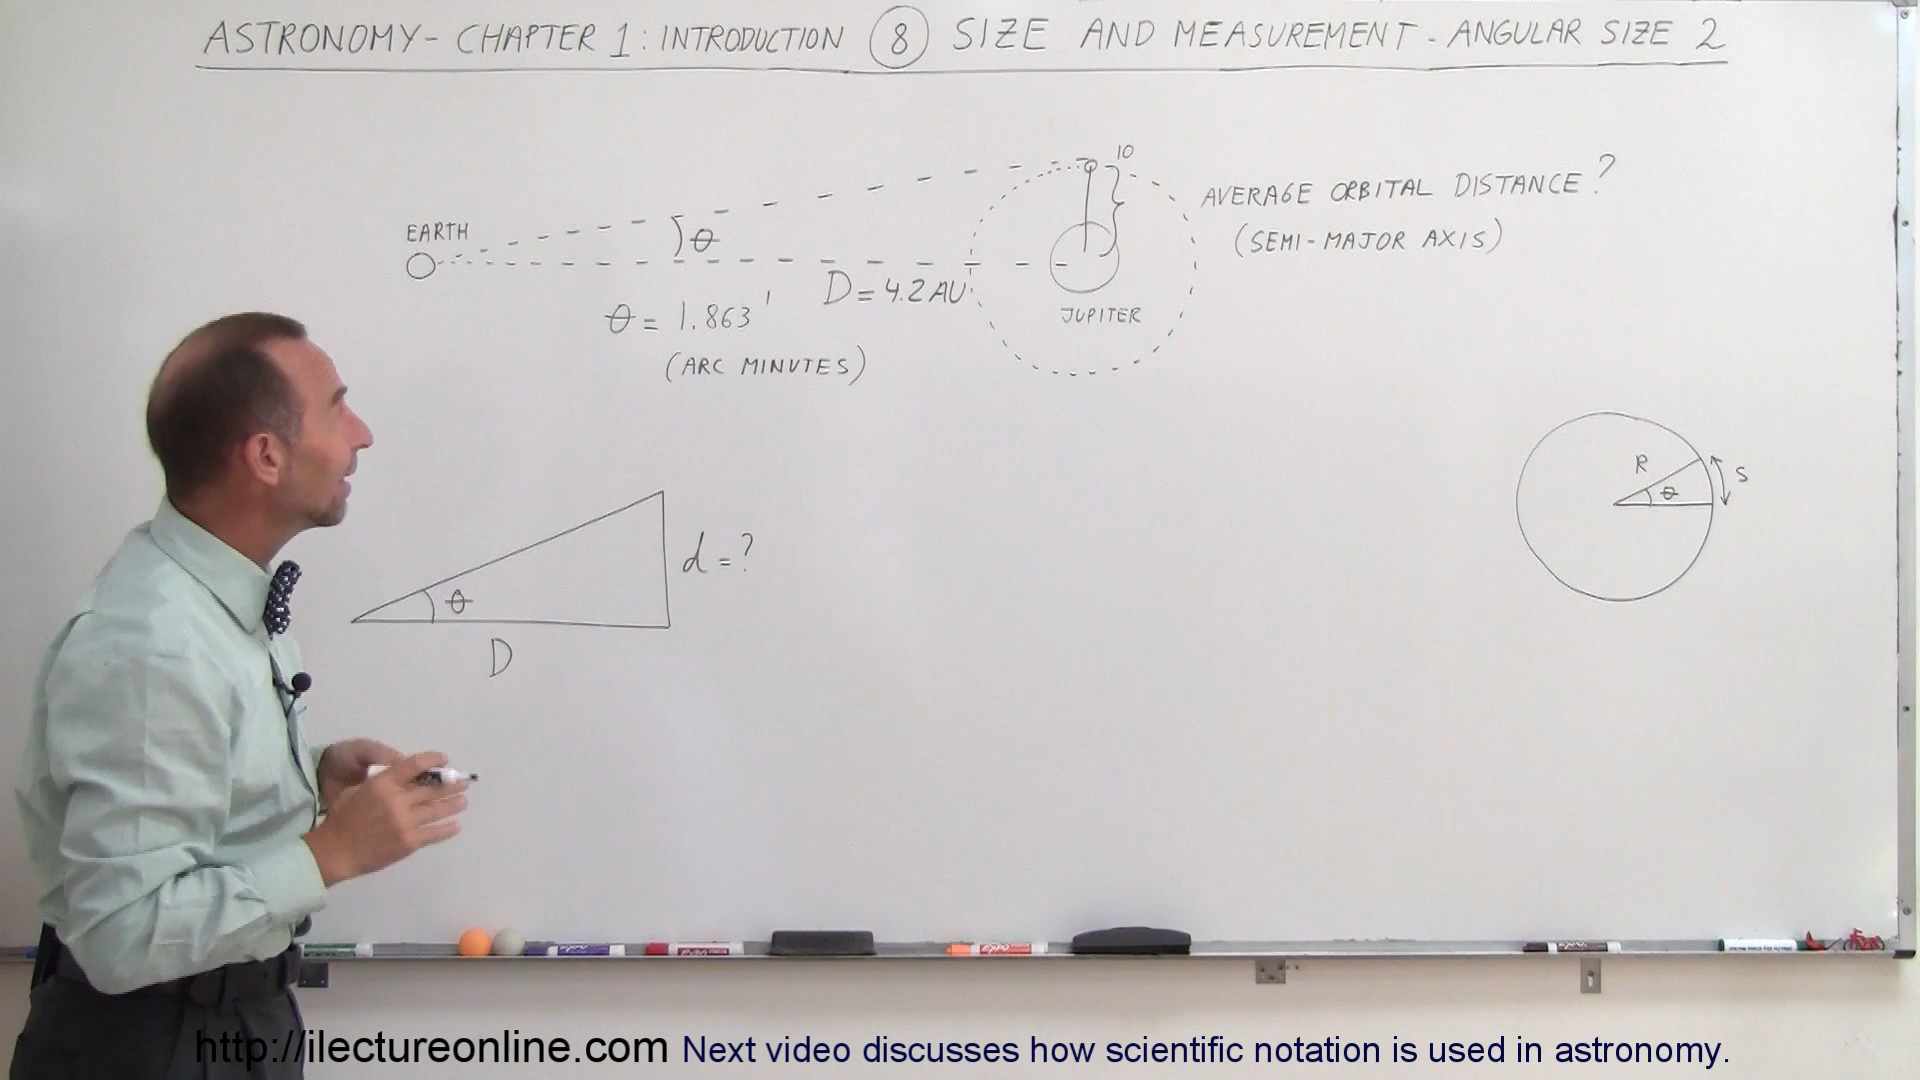 ASTRONOMY - CHAPTER 1 : INTRODUCTION 8 SIZE AND MEASUREMENT - ANGULAR SIZE 2
IO
AVERAGE ORBITAL DISTANCE ?
(SEMI-MAJOR AXIS)
EARTH
θ
D = 4.2 AU
θ = 1.863'
(ARC MINUTES)
JUPITER
R
θ
S
d = ?
θ
D
http://ilectureonline.com Next video discusses how scientific notation is used in astronomy.